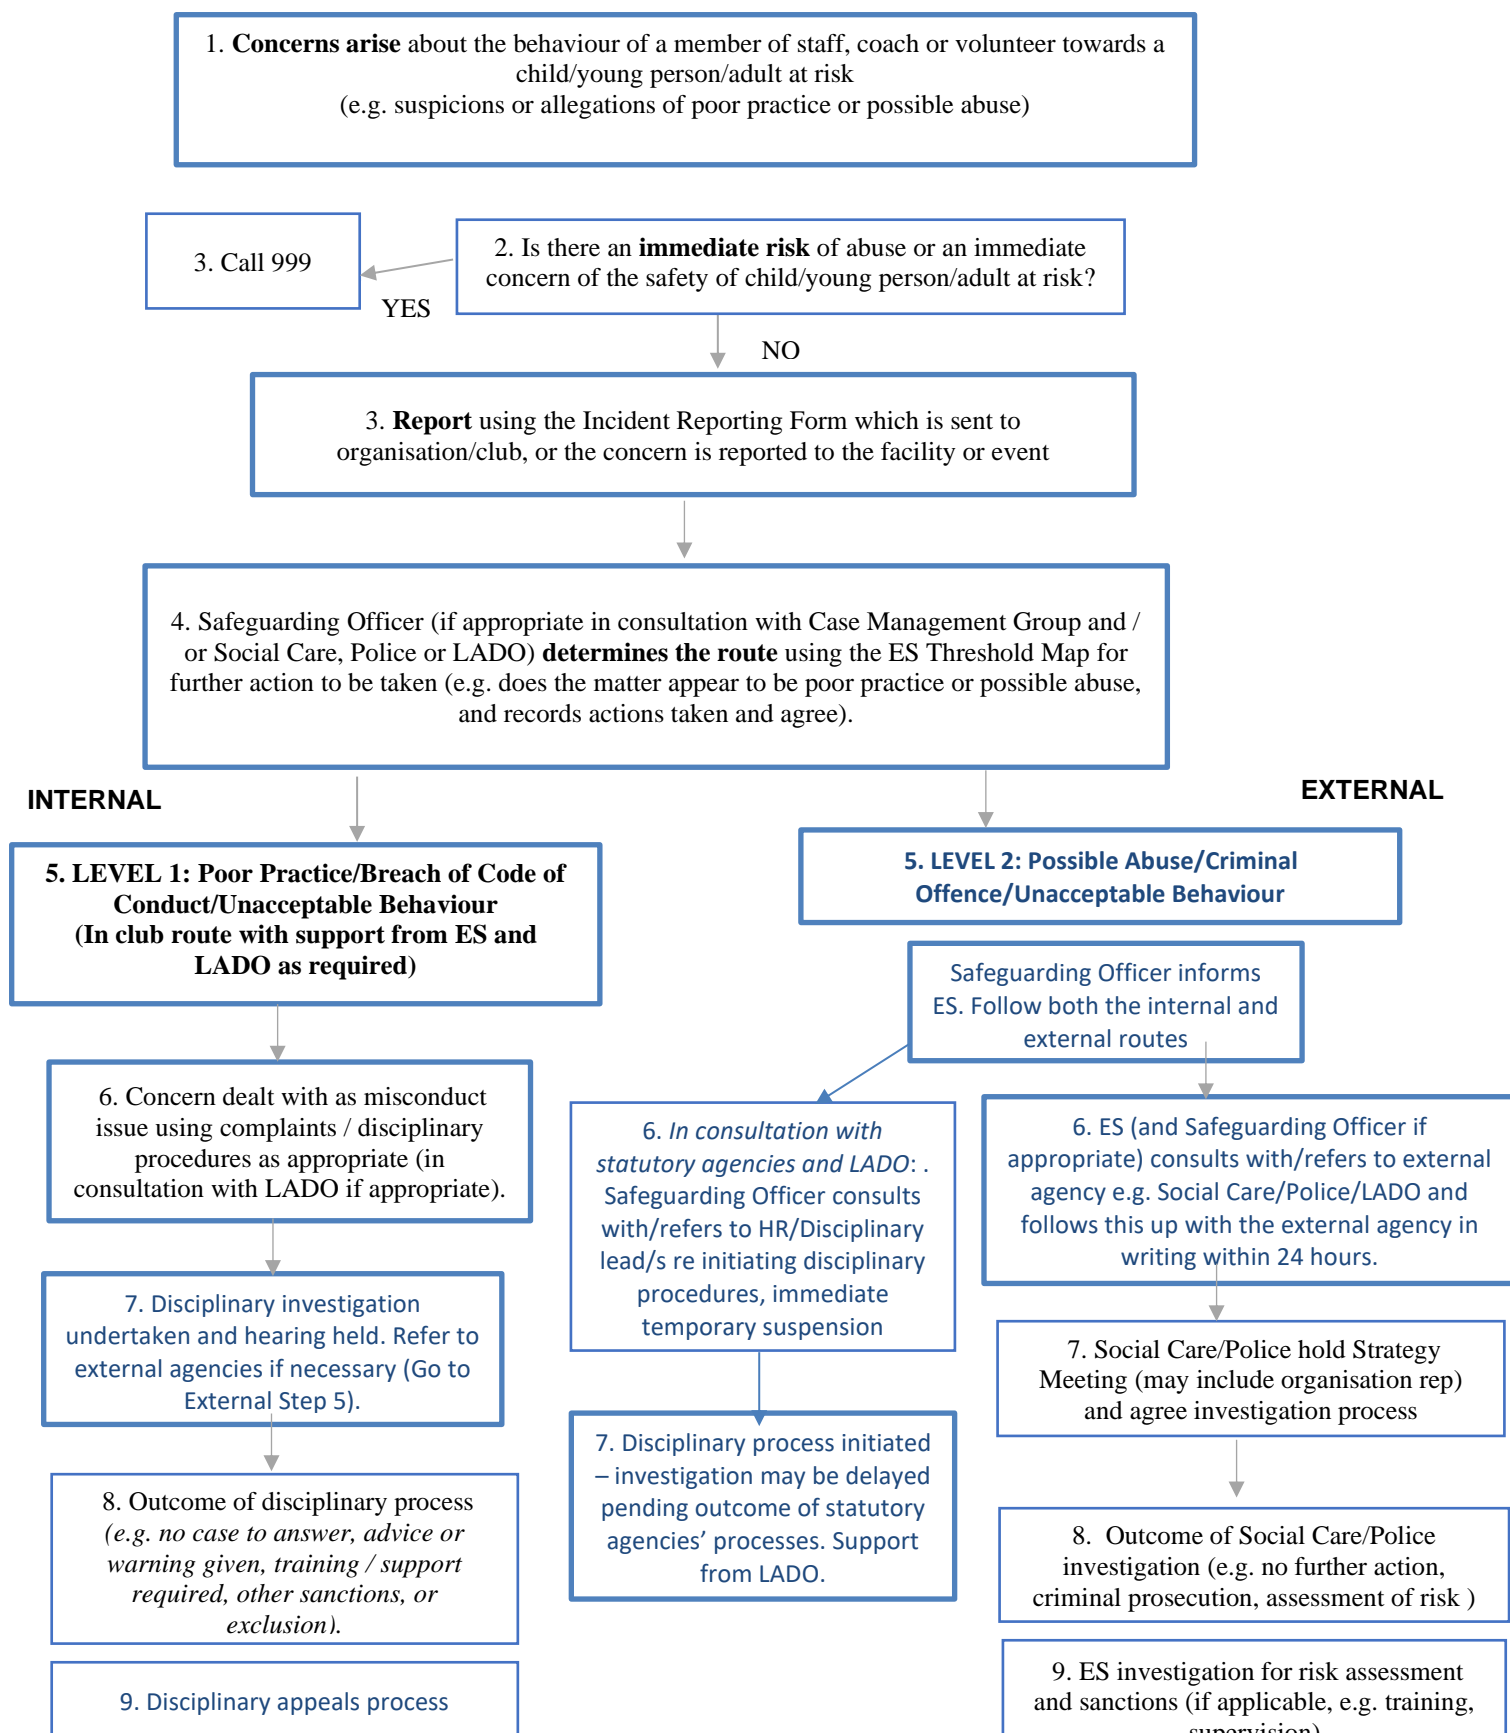 1. Concerns arise about the behaviour of a member of staff, coach or volunteer towards a
child/young person/adult at risk
(e.g. suspicions or allegations of poor practice or possible abuse)
3. Call 999
2. Is there an immediate risk of abuse or an immediate
concern of the safety of child/young person/adult at risk?
YES
NO
3. Report using the Incident Reporting Form which is sent to
organisation/club, or the concern is reported to the facility or event
4. Safeguarding Officer (if appropriate in consultation with Case Management Group and /
or Social Care, Police or LADO) determines the route using the ES Threshold Map for
further action to be taken (e.g. does the matter appear to be poor practice or possible abuse,
and records actions taken and agree).
INTERNAL
EXTERNAL
5. LEVEL 1: Poor Practice/Breach of Code of
Conduct/Unacceptable Behaviour
(In club route with support from ES and
LADO as required)
5. LEVEL 2: Possible Abuse/Criminal
Offence/Unacceptable Behaviour
Safeguarding Officer informs
ES. Follow both the internal and
external routes
6. Concern dealt with as misconduct
issue using complaints / disciplinary
procedures as appropriate (in
consultation with LADO if appropriate).
6. In consultation with
statutory agencies and LADO: .
Safeguarding Officer consults
with/refers to HR/Disciplinary
lead/s re initiating disciplinary
procedures, immediate
temporary suspension
6. ES (and Safeguarding Officer if
appropriate) consults with/refers to external
agency e.g. Social Care/Police/LADO and
follows this up with the external agency in
writing within 24 hours.
7. Disciplinary investigation
undertaken and hearing held. Refer to
external agencies if necessary (Go to
External Step 5).
7. Social Care/Police hold Strategy
Meeting (may include organisation rep)
and agree investigation process
7. Disciplinary process initiated
– investigation may be delayed
pending outcome of statutory
agencies’ processes. Support
from LADO.
8. Outcome of disciplinary process
(e.g. no case to answer, advice or
warning given, training / support
required, other sanctions, or
exclusion).
8. Outcome of Social Care/Police
investigation (e.g. no further action,
criminal prosecution, assessment of risk )
9. Disciplinary appeals process
9. ES investigation for risk assessment
and sanctions (if applicable, e.g. training,
supervision)